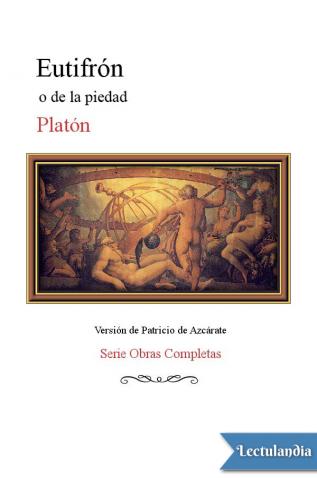 Eutifrón
o de la piedad
Platón
Versión de Patricio de Azcárate
Serie Obras Completas
Lectulandia